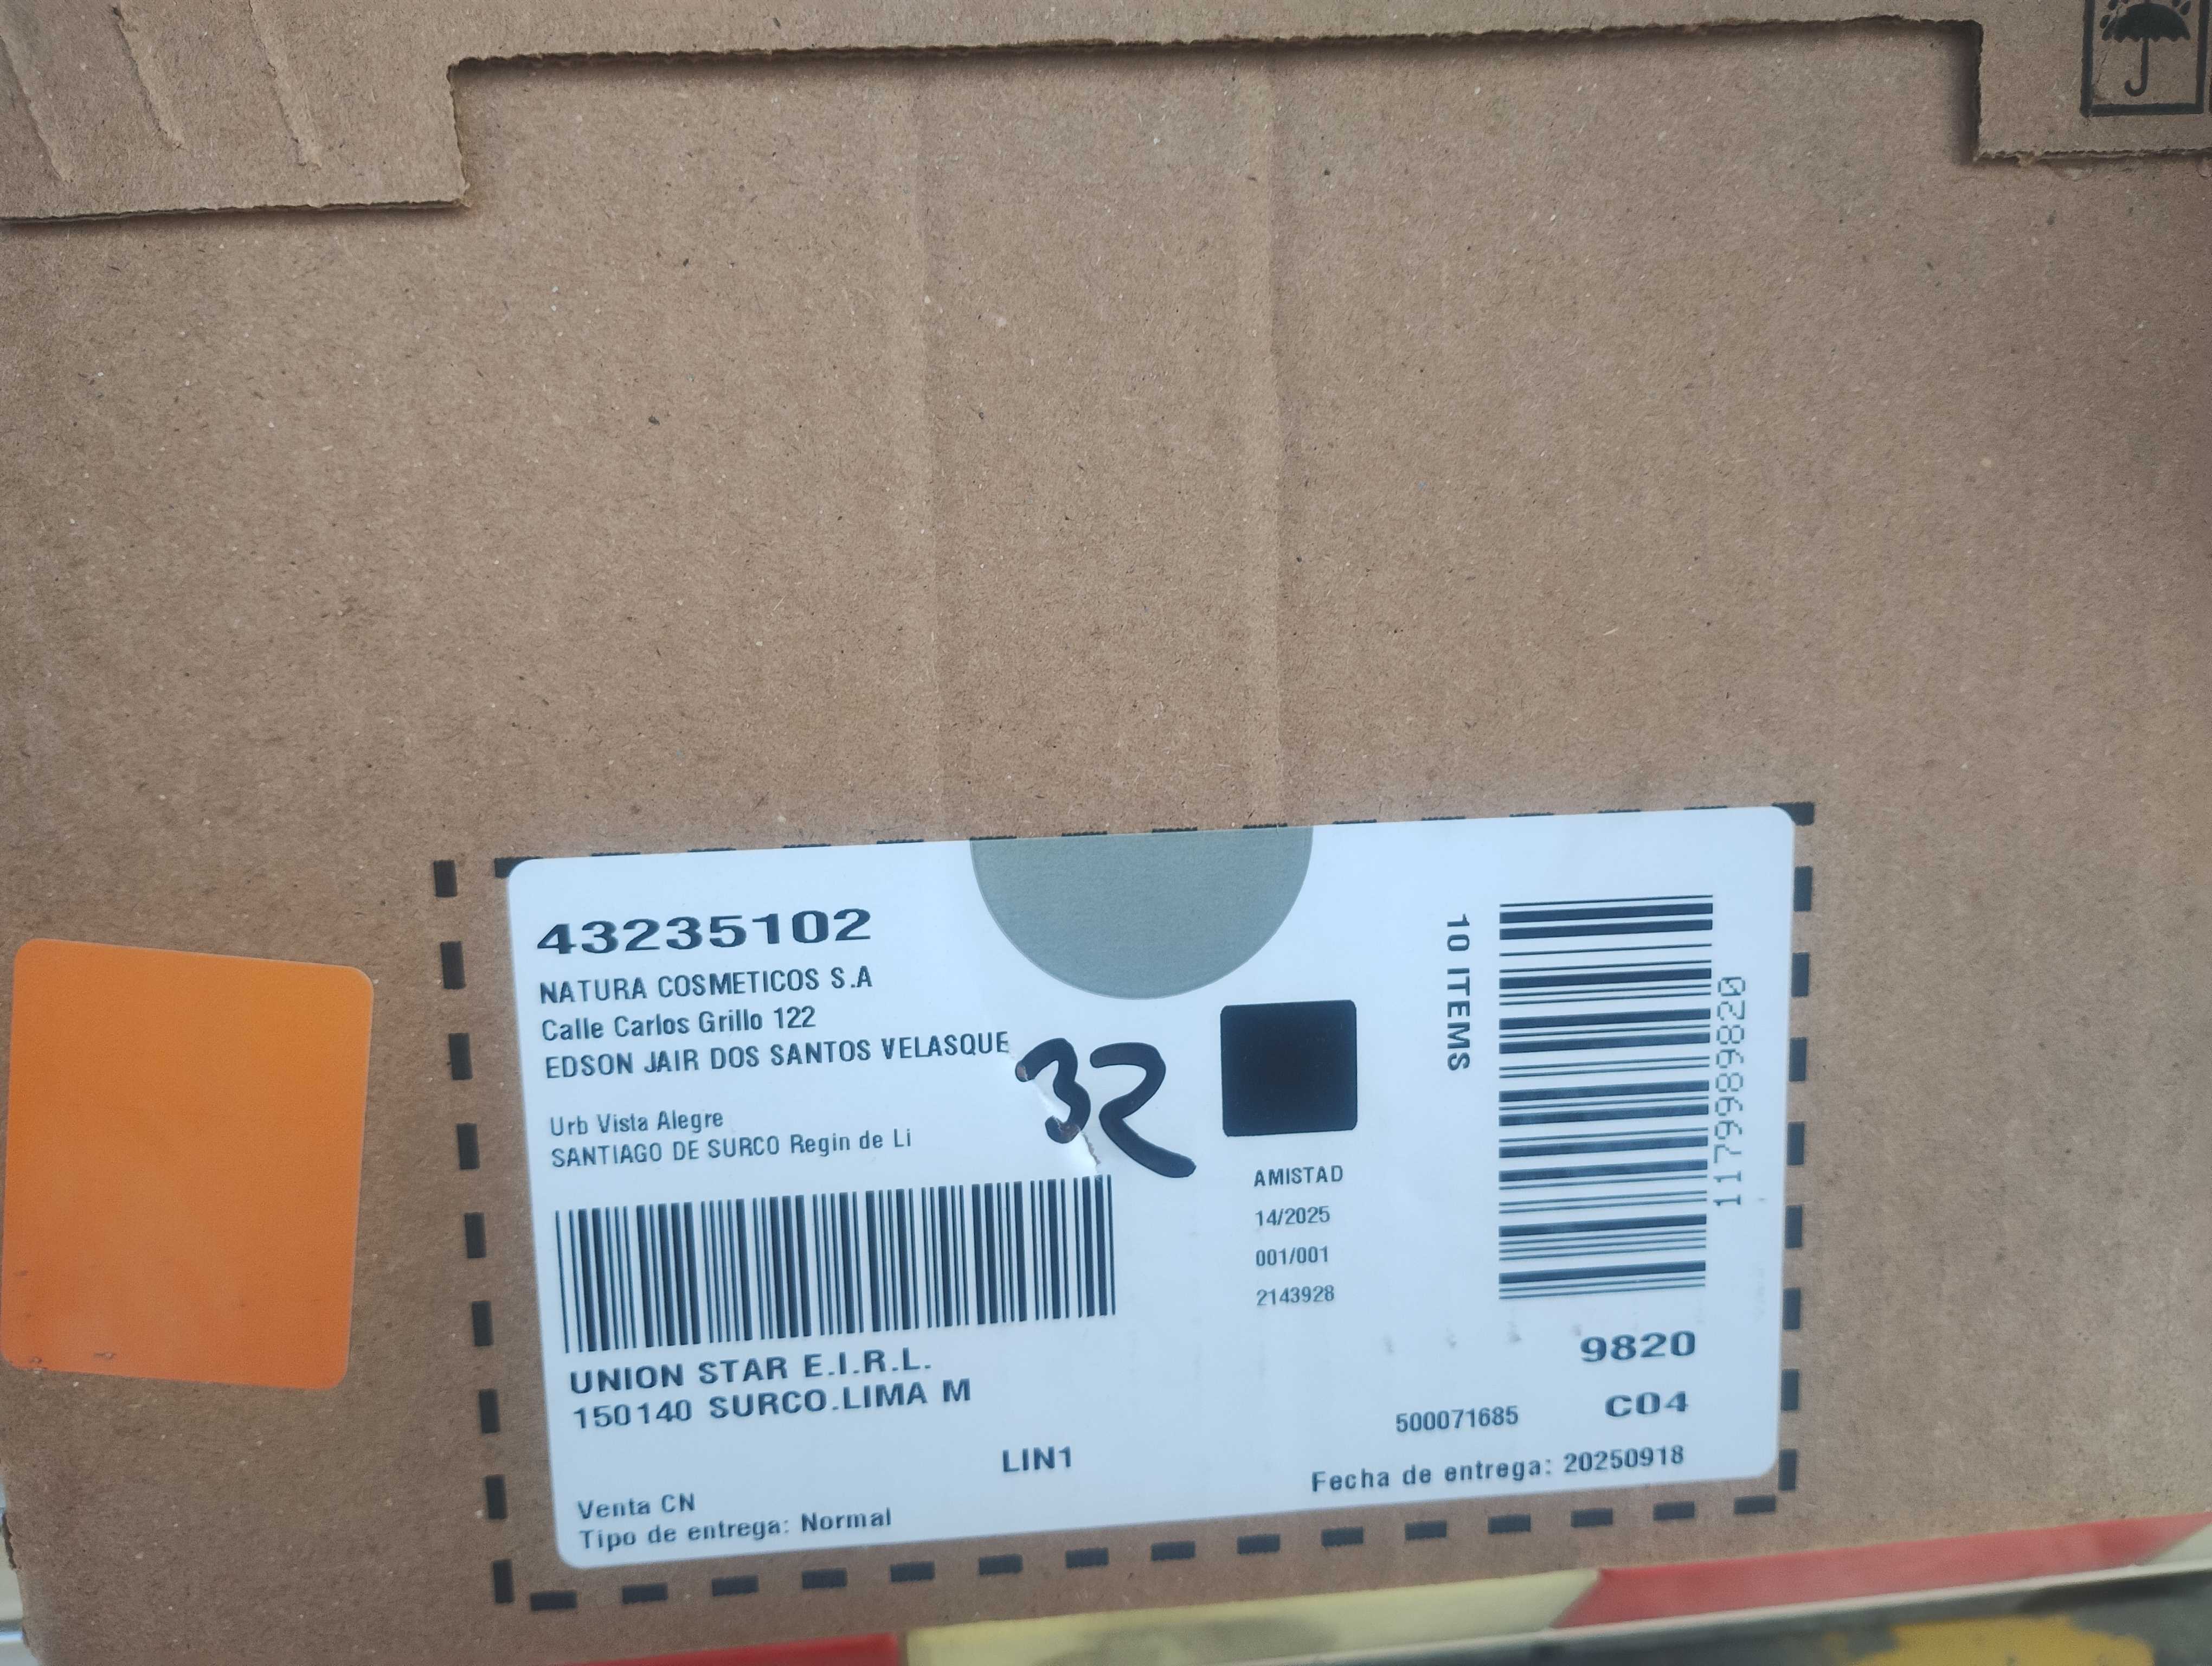 43235102
NATURA COSMETICOS S.A
Calle Carlos Grillo 122
EDSON JAIR DOS SANTOS VELASQUE
32
Urb Vista Alegre
SANTIAGO DE SURCO Regin de Li
UNION STAR E.I.R.L.
150140 SURCO.LIMA M
LIN1
Venta CN
Tipo de entrega: Normal
AMISTAD
14/2025
001/001
2143928
10 ITEMS
117998989820
9820
500071685 C04
Fecha de entrega: 20250918